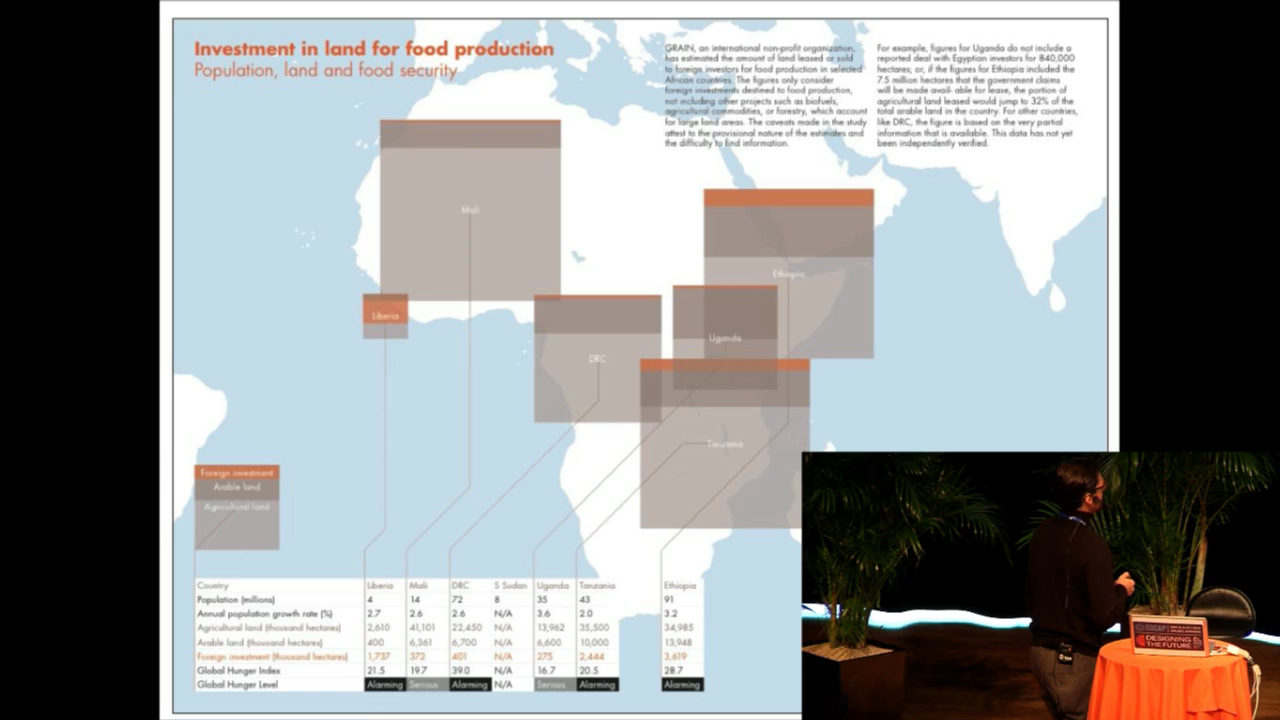 Investment in land for food production
Population, land and food security
GRAIN, an international non-profit organization,
has estimated the amount of land leased or sold
to foreign investors for food production in selected
African countries. The figures only consider
foreign investments destined to food production,
not including other projects such as biofuels,
agricultural commodities, or forestry, which account
for large land areas. The caveats made in the study
attest to the provisional nature of the estimates and
the difficulty to find information.
For example, figures for Uganda do not include a
reported deal with Egyptian investors for 840,000
hectares; or, if the figures for Ethiopia included the
7.5 million hectares that the government claims
will be made avail- able for lease, the portion of
agricultural land leased would jump to 32% of the
total arable land in the country. For other countries,
like DRC, the figure is based on the very partial
information that is available. This data has not yet
been independently verified.
Mali
Ethiopia
Liberia
Uganda
DRC
Tanzania
Foreign investment
Arable land
Agricultural land
Country Liberia Mali DRC S Sudan Uganda Tanzania Ethiopia
Population (millions) 4 14 72 8 35 43 91
Annual population growth rate (%) 2.7 2.6 2.6 N/A 3.6 2.0 3.2
Agricultural land (thousand hectares) 2,610 41,101 22,450 N/A 13,962 35,500 34,985
Arable land (thousand hectares) 400 6,361 6,700 N/A 6,600 10,000 13,948
Foreign investment (thousand hectares) 1,737 372 401 N/A 275 2,444 3,619
Global Hunger Index 21.5 19.7 39.0 N/A 16.7 20.5 28.7
Global Hunger Level Alarming Serious Alarming N/A Serious Alarming Alarming
DESIGNING
THE FUTURE